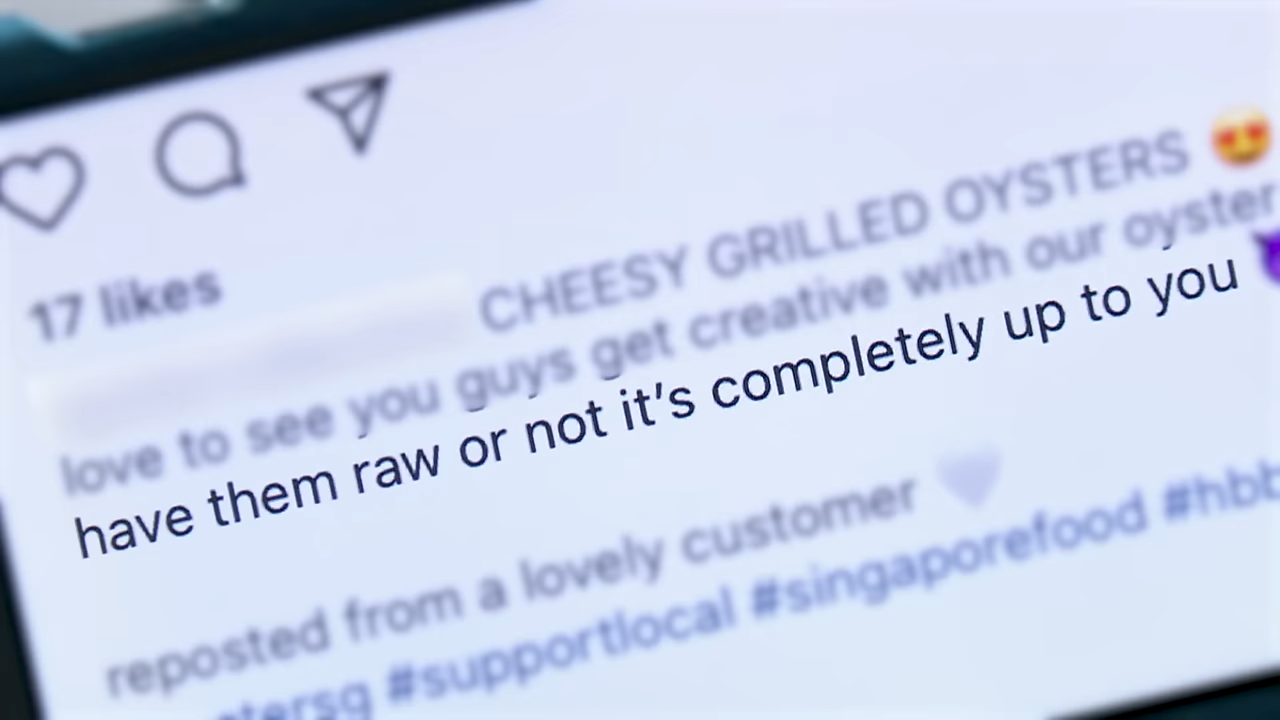 17 likes
CHEESY GRILLED OYSTERS 😍
love to see you guys get creative with our oyster
have them raw or not it's completely up to you 😈
reposted from a lovely customer 🤍
#supportlocal #singaporefood